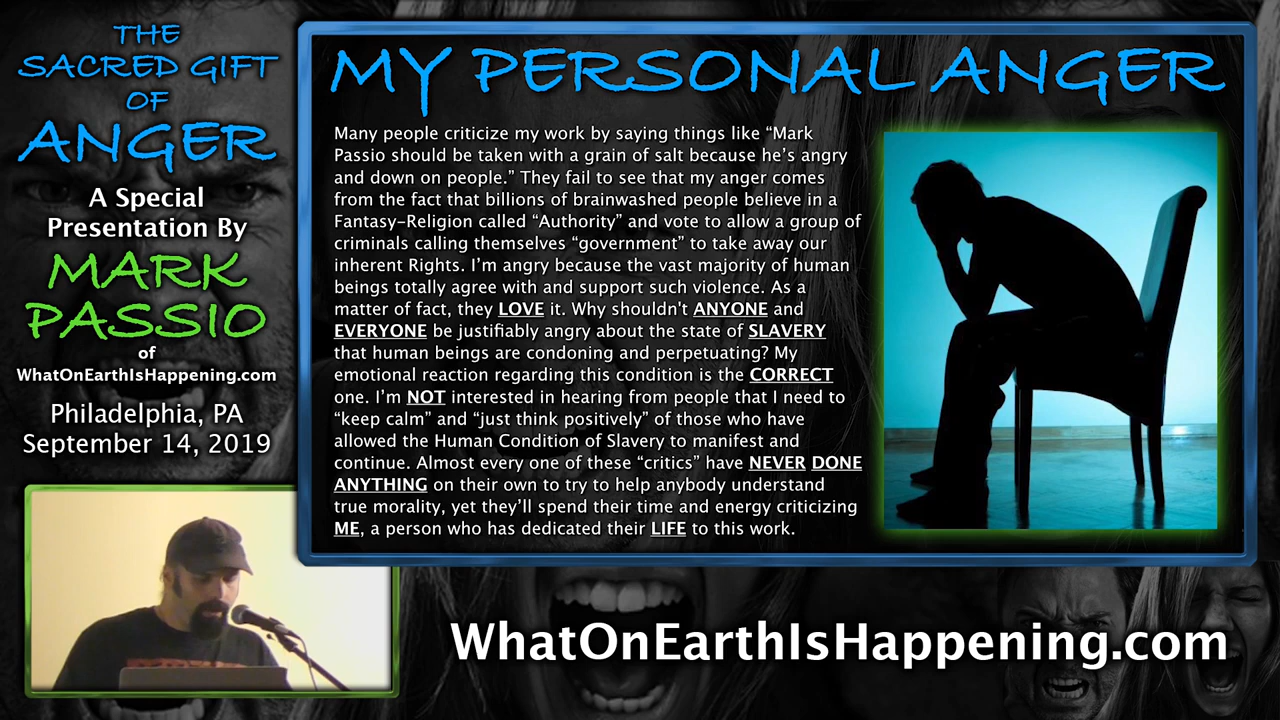 THE
SACRED GIFT
OF
ANGER
A Special
Presentation By
MARK
PASSIO
of
WhatOnEarthIsHappening.com
Philadelphia, PA
September 14, 2019
MY PERSONAL ANGER
Many people criticize my work by saying things like “Mark
Passio should be taken with a grain of salt because he’s angry
and down on people.” They fail to see that my anger comes
from the fact that billions of brainwashed people believe in a
Fantasy-Religion called “Authority” and vote to allow a group of
criminals calling themselves “government” to take away our
inherent Rights. I’m angry because the vast majority of human
beings totally agree with and support such violence. As a
matter of fact, they LOVE it. Why shouldn't ANYONE and
EVERYONE be justifiably angry about the state of SLAVERY
that human beings are condoning and perpetuating? My
emotional reaction regarding this condition is the CORRECT
one. I’m NOT interested in hearing from people that I need to
“keep calm” and “just think positively” of those who have
allowed the Human Condition of Slavery to manifest and
continue. Almost every one of these “critics” have NEVER DONE
ANYTHING on their own to try to help anybody understand
true morality, yet they’ll spend their time and energy criticizing
ME, a person who has dedicated their LIFE to this work.
WhatOnEarthIsHappening.com